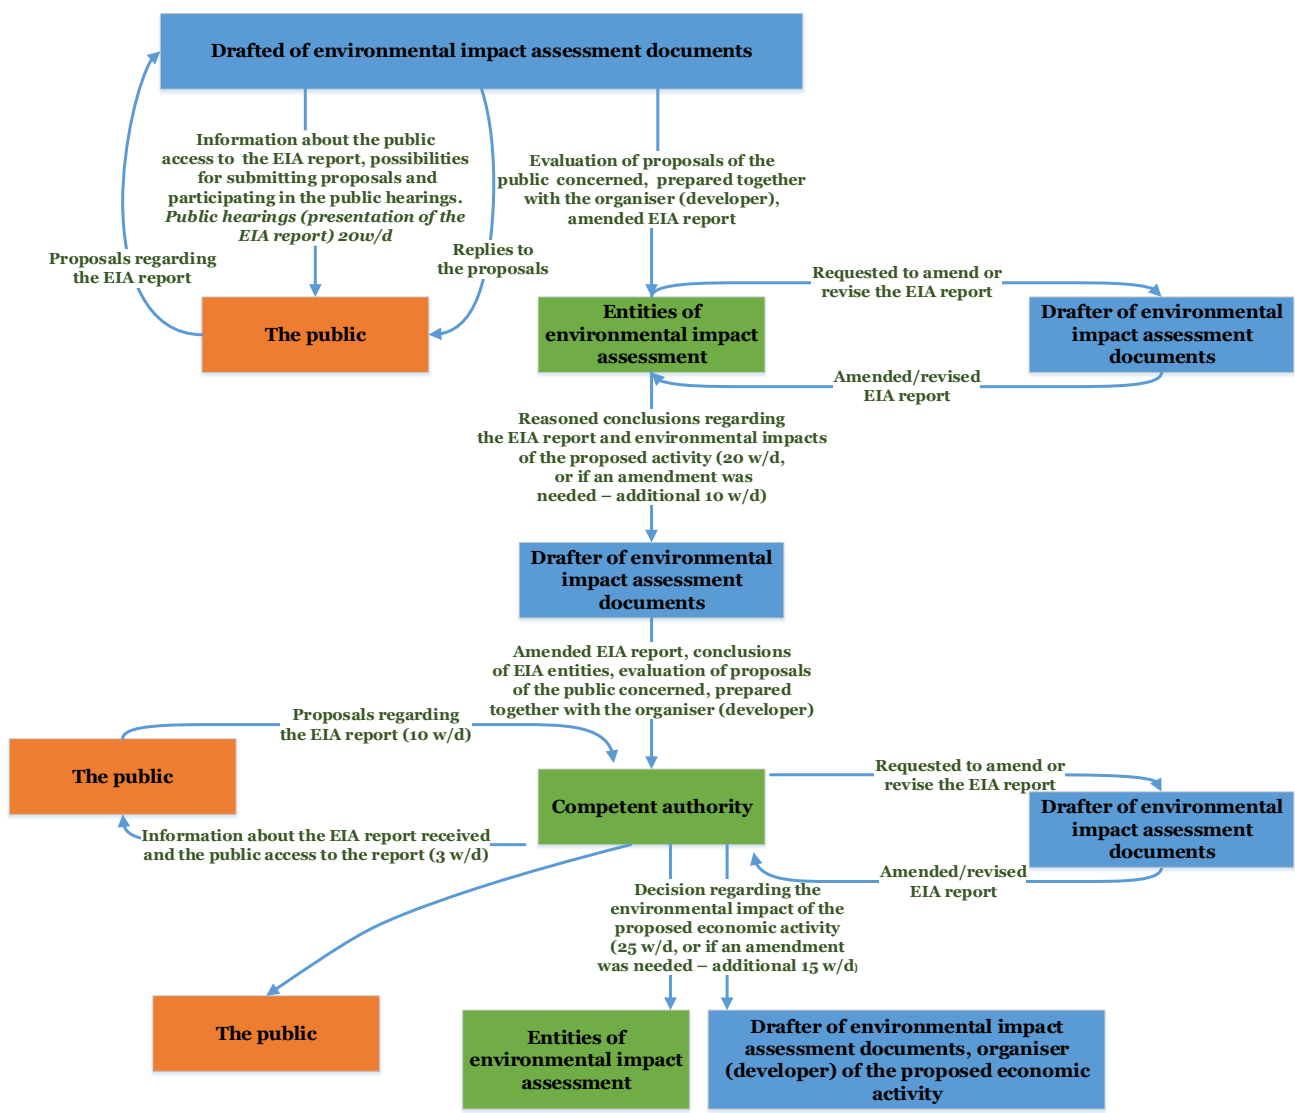 Drafted of environmental impact assessment documents
Information about the public
access to the EIA report, possibilities
for submitting proposals and
participating in the public hearings.
Public hearings (presentation of the
EIA report) 20w/d
Evaluation of proposals of the
public concerned, prepared together
with the organiser (developer),
amended EIA report
Proposals regarding
the EIA report
Replies to
the proposals
Requested to amend or
revise the EIA report
The public
Entities of
environmental impact
assessment
Drafter of environmental
impact assessment
documents
Amended/revised
EIA report
Reasoned conclusions regarding
the EIA report and environmental impacts
of the proposed activity (20 w/d,
or if an amendment was
needed – additional 10 w/d)
Drafter of environmental
impact assessment
documents
Amended EIA report, conclusions
of EIA entities, evaluation of proposals
of the public concerned, prepared
together with the organiser (developer)
Proposals regarding
the EIA report (10 w/d)
The public
Requested to amend or
revise the EIA report
Competent authority
Drafter of environmental
impact assessment
documents
Information about the EIA report received
and the public access to the report (3 w/d)
Amended/revised
EIA report
Decision regarding the
environmental impact of the
proposed economic activity
(25 w/d, or if an amendment
was needed – additional 15 w/d)
The public
Entities of
environmental impact
assessment
Drafter of environmental impact
assessment documents, organiser
(developer) of the proposed economic
activity